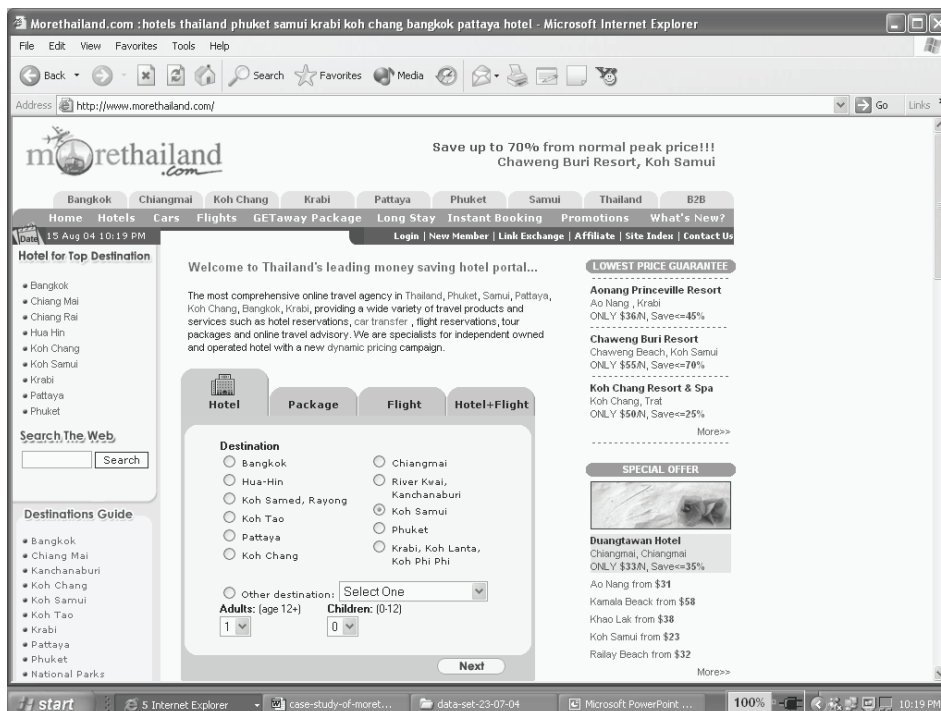 Morethailand.com :hotels thailand phuket samui krabi koh chang bangkok pattaya hotel - Microsoft Internet Explorer
File Edit View Favorites Tools Help
Back Search Favorites Media
Address http://www.morethailand.com/ Go Links
morethailand.com
Save up to 70% from normal peak price!!!
Chaweng Buri Resort, Koh Samui
Bangkok Chiangmai Koh Chang Krabi Pattaya Phuket Samui Thailand B2B
Home Hotels Cars Flights GETaway Package Long Stay Instant Booking Promotions What's New?
Date 15 Aug 04 10:19 PM Login | New Member | Link Exchange | Affiliate | Site Index | Contact Us
Hotel for Top Destination
Bangkok
Chiang Mai
Chiang Rai
Hua Hin
Koh Chang
Koh Samui
Krabi
Pattaya
Phuket
Search The Web
Search
Destinations Guide
Bangkok
Chiang Mai
Kanchanaburi
Koh Chang
Koh Samui
Koh Tao
Krabi
Pattaya
Phuket
National Parks
Welcome to Thailand's leading money saving hotel portal...
The most comprehensive online travel agency in Thailand, Phuket, Samui, Pattaya,
Koh Chang, Bangkok, Krabi, providing a wide variety of travel products and
services such as hotel reservations, car transfer , flight reservations, tour
packages and online travel advisory. We are specialists for independent owned
and operated hotel with a new dynamic pricing campaign.
Hotel Package Flight Hotel+Flight
Destination
Bangkok
Hua-Hin
Koh Samed, Rayong
Koh Tao
Pattaya
Koh Chang
Chiangmai
River Kwai,
Kanchanaburi
Koh Samui
Phuket
Krabi, Koh Lanta,
Koh Phi Phi
Other destination: Select One
Adults: (age 12+) Children: (0-12)
1 0
Next
LOWEST PRICE GUARANTEE
Aonang Princeville Resort
Ao Nang , Krabi
ONLY $36/N, Save<=45%
Chaweng Buri Resort
Chaweng Beach, Koh Samui
ONLY $55/N, Save<=70%
Koh Chang Resort & Spa
Koh Chang, Trat
ONLY $50/N, Save<=25%
More>>
SPECIAL OFFER
Duangtawan Hotel
Chiangmai, Chiangmai
ONLY $33/N, Save<=35%
Ao Nang from $31
Kamala Beack from $58
Khao Lak from $38
Koh Samui from $23
Railay Beach from $32
More>>
start 5 Internet Explorer case-study-of-moret... data-set-23-07-04 Microsoft PowerPoint ... 100% 10:19 PM